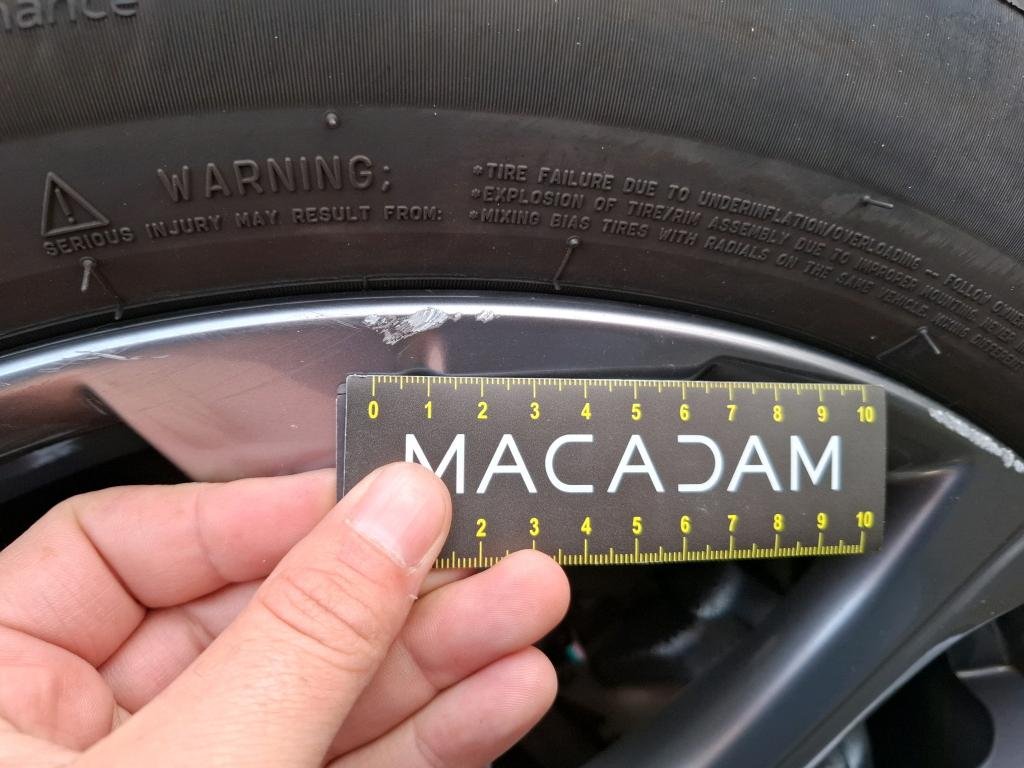 WARNING;
SERIOUS INJURY MAY RESULT FROM:
*TIRE FAILURE DUE TO UNDERINFLATION/OVERLOADING — FOLLOW
*EXPLOSION OF TIRE/RIM ASSEMBLY DUE TO IMPROPER MOUNTING, NEVER
*MIXING BIAS TIRES WITH RADIALS ON THE SAME VEHICLE
0 1 2 3 4 5 6 7 8 9 10
MACADAM
2 3 4 5 6 7 8 9 10